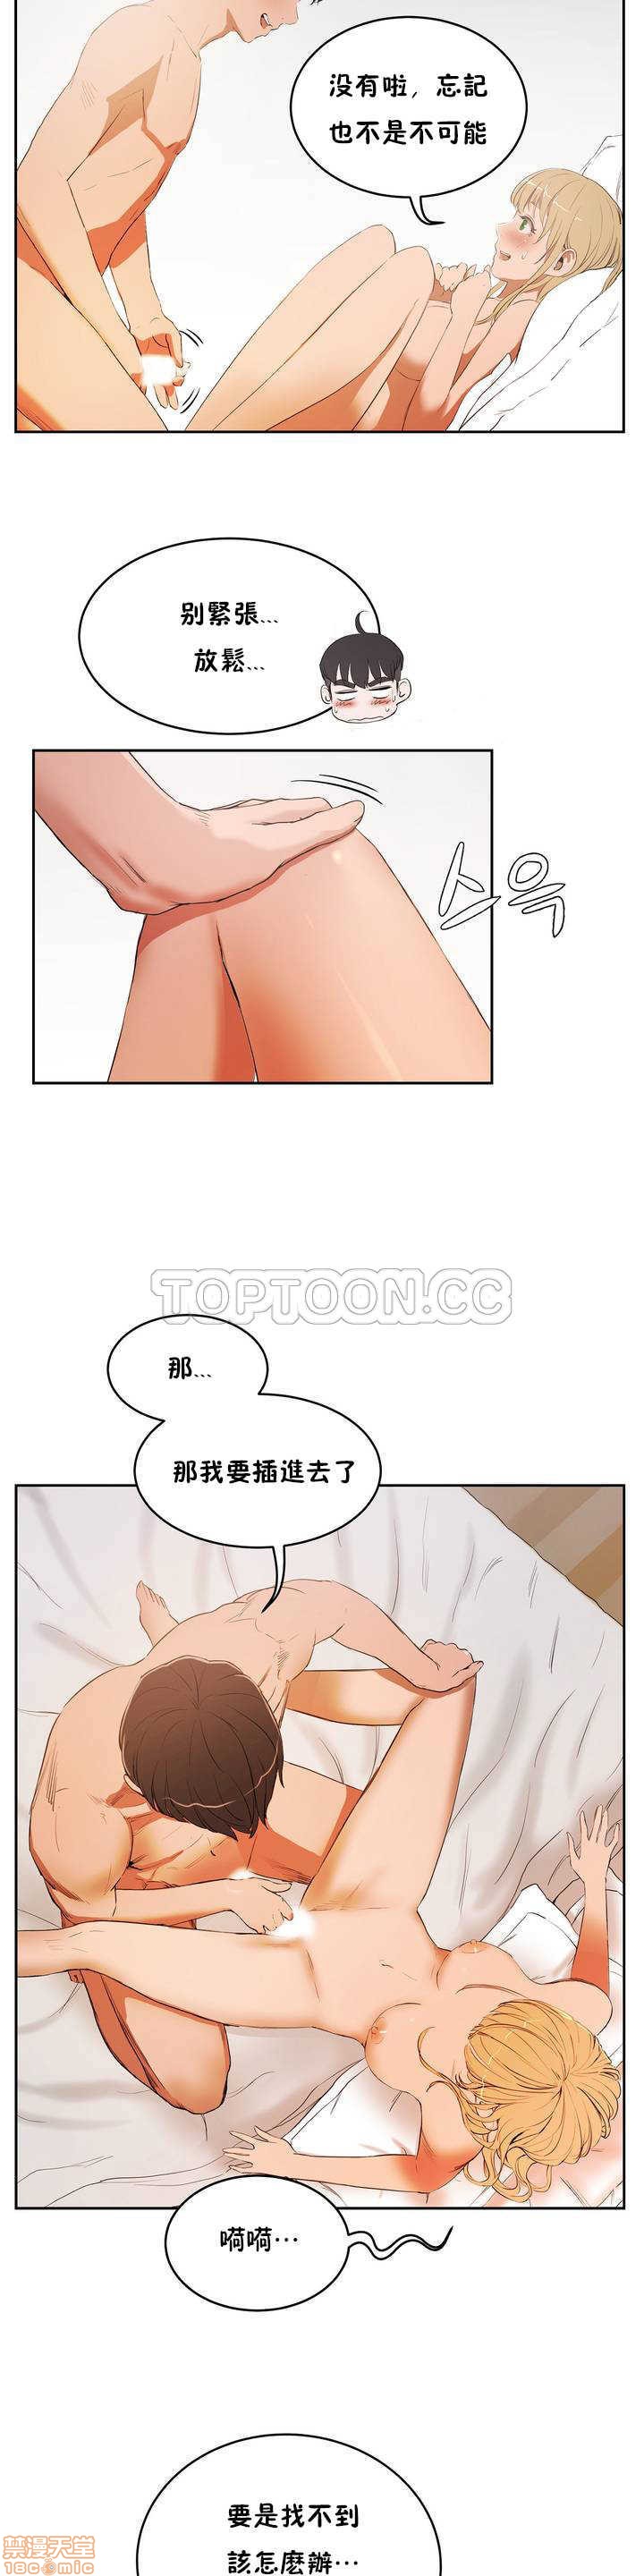 没有啦，忘記
也不是不可能
别緊張...
放鬆...
스윽
TOPTOON.CC
那...
那我要插進去了
嗬嗬…
要是找不到
該怎麽辦…
禁漫天堂
18comic